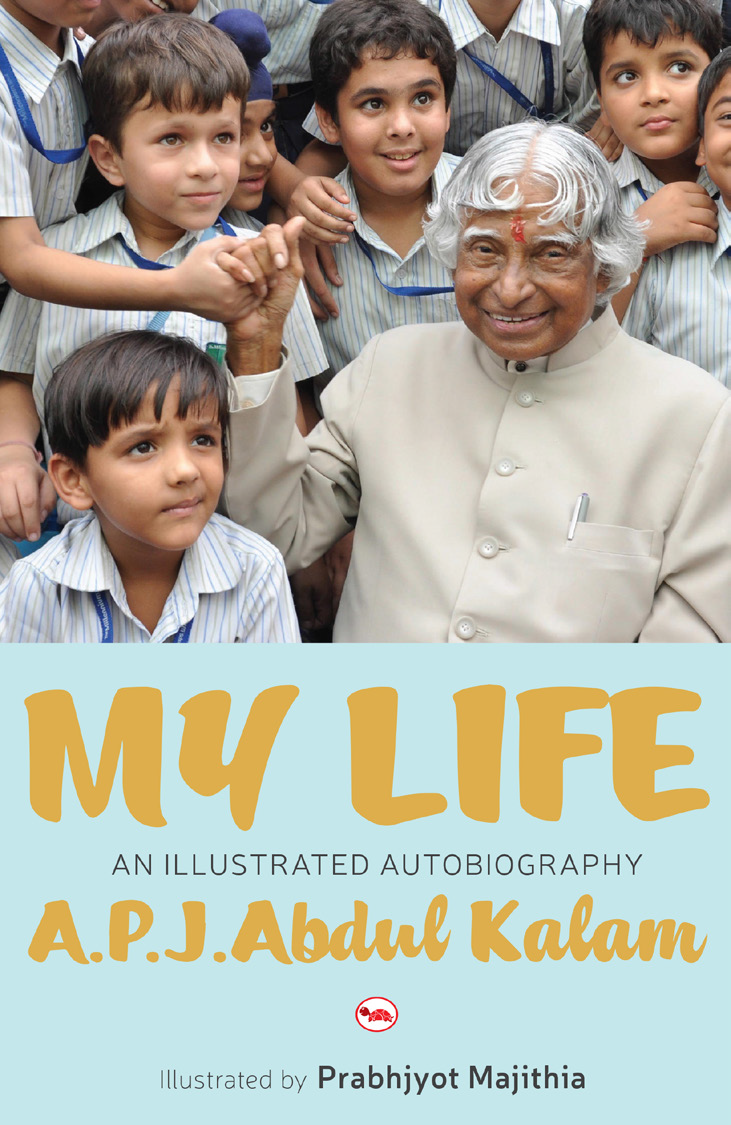 MY LIFE
AN ILLUSTRATED AUTOBIOGRAPHY
A.P.J. Abdul Kalam
Illustrated by Prabhjyot Majithia